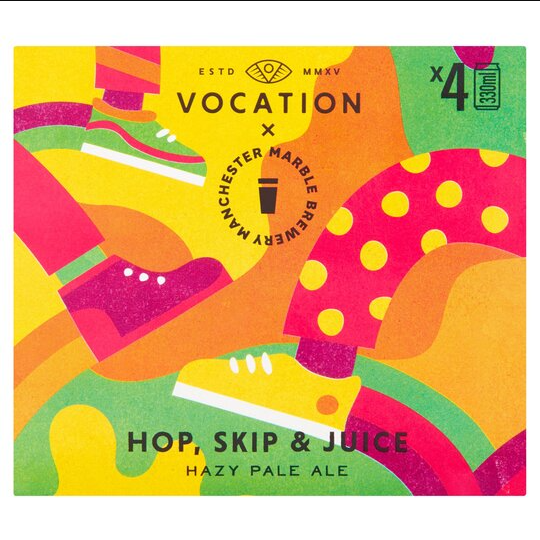 ESTD MMXV
VOCATION
X
MANCHESTER MARBLE BREWERY
x4 330ml
HOP, SKIP & JUICE
HAZY PALE ALE